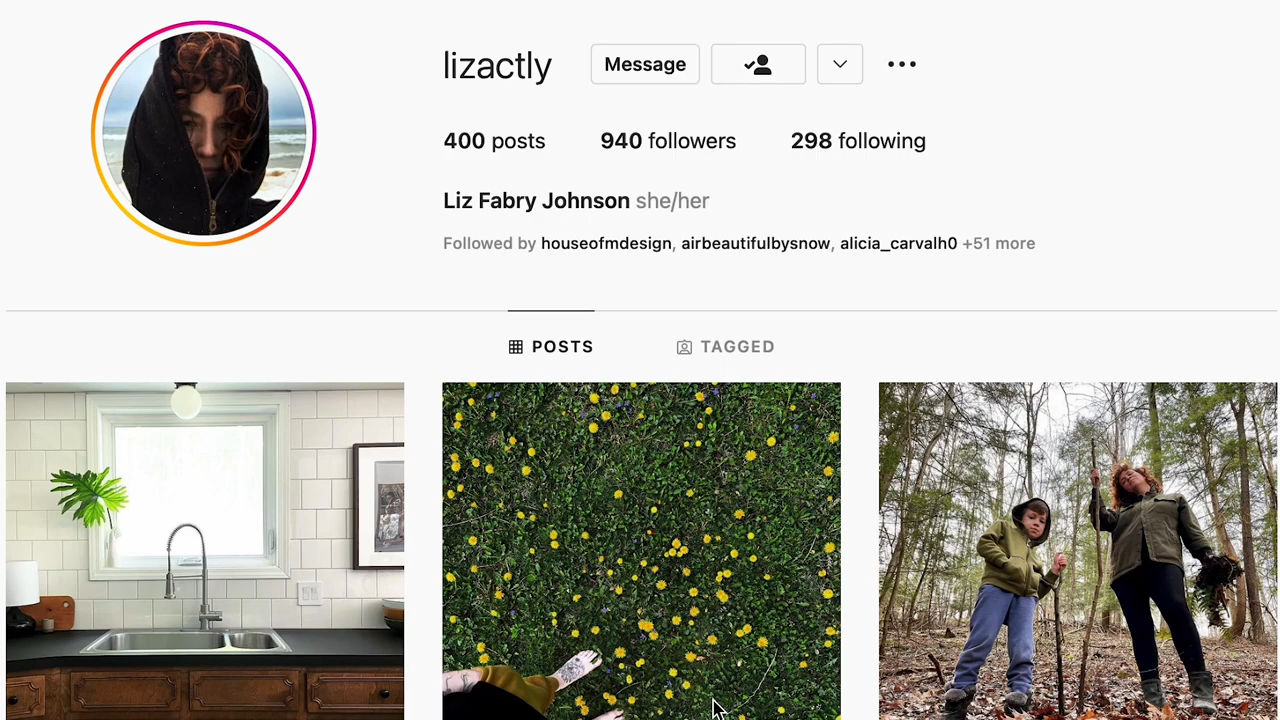 lizactly Message
400 posts 940 followers 298 following
Liz Fabry Johnson she/her
Followed by houseofmdesign, airbeautifulbysnow, alicia_carvalh0 +51 more
POSTS TAGGED